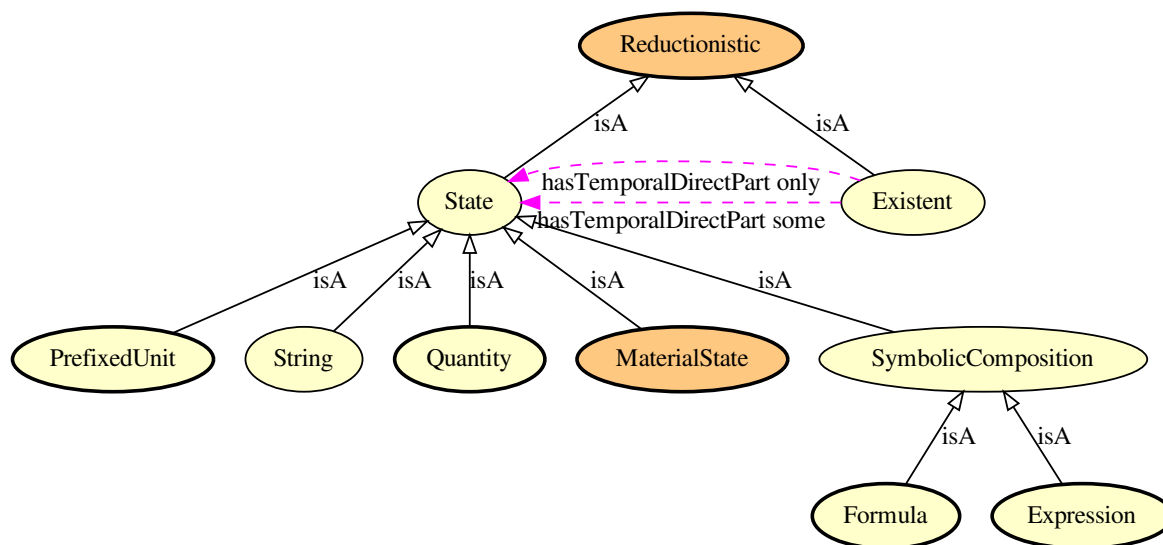 Reductionistic
isA
isA
hasTemporalDirectPart only
State
Existent
hasTemporalDirectPart some
isA
isA
isA
isA
isA
PrefixedUnit
String
Quantity
MaterialState
SymbolicComposition
isA
isA
Formula
Expression